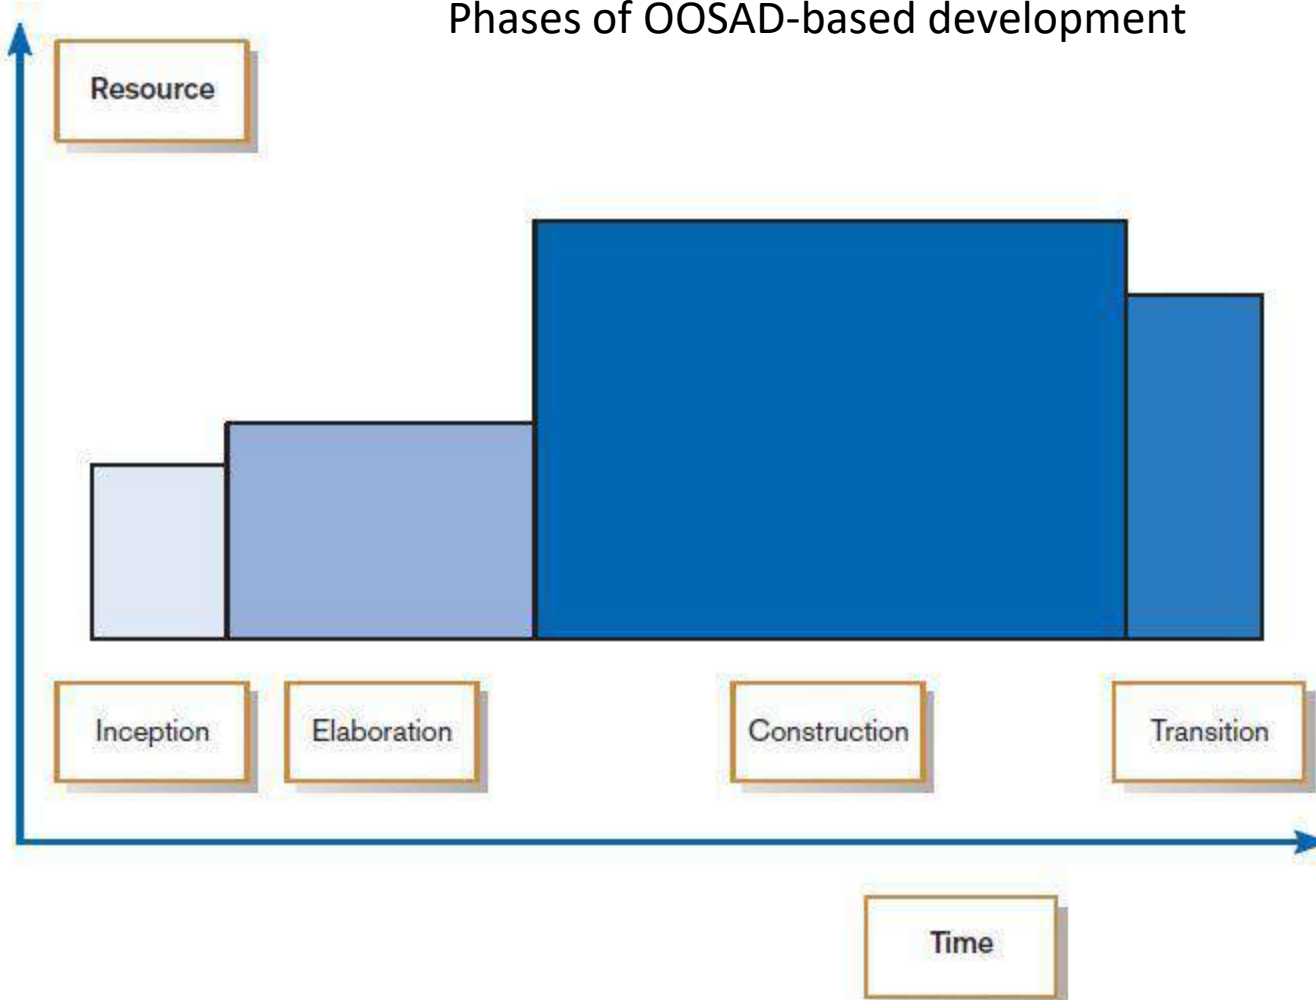 Phases of OOSAD-based development
Resource
Inception
Elaboration
Construction
Transition
Time